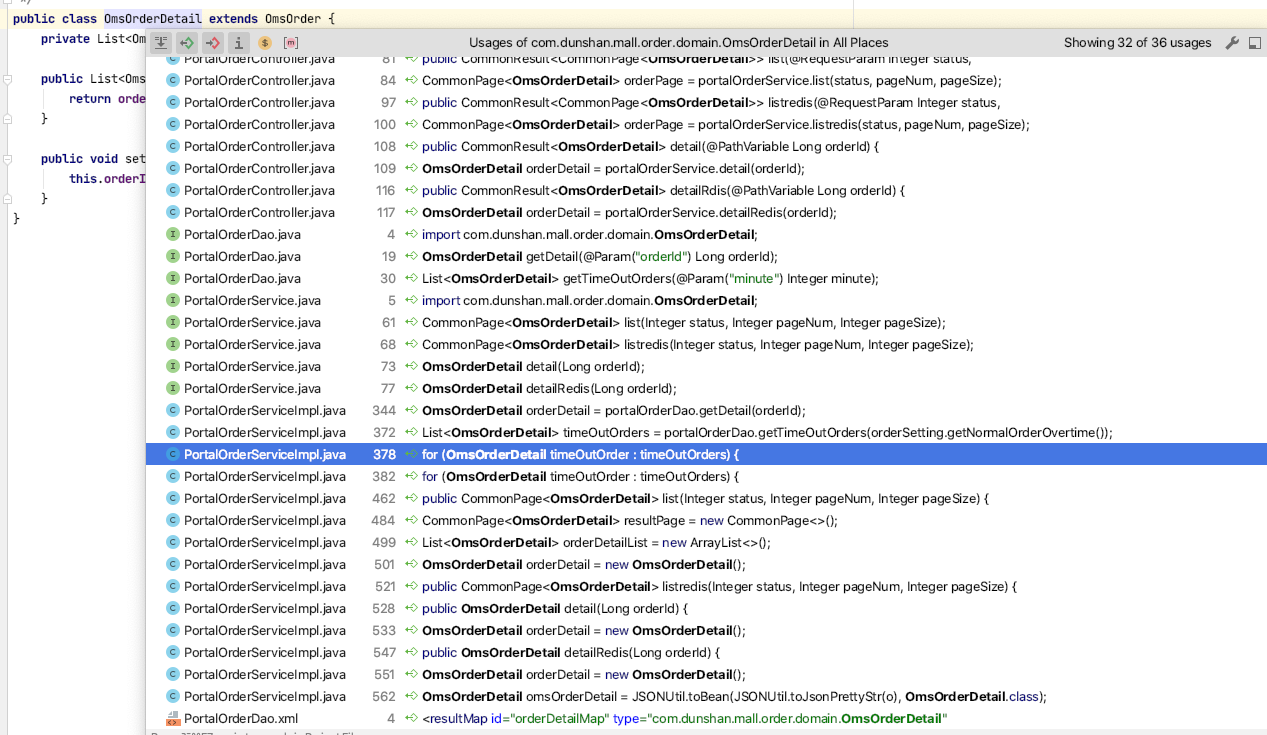 */
public class OmsOrderDetail extends OmsOrder {
private List<Om
Usages of com.dunshan.mall.order.domain.OmsOrderDetail in All Places
Showing 32 of 36 usages
public List<Oms
return orde
}
public void set
this.orderI
}
}
PortalOrderController.java 81 public CommonResult<CommonPage<OmsOrderDetail>> list(@RequestParam Integer status,
PortalOrderController.java 84 CommonPage<OmsOrderDetail> orderPage = portalOrderService.list(status, pageNum, pageSize);
PortalOrderController.java 97 public CommonResult<CommonPage<OmsOrderDetail>> listredis(@RequestParam Integer status,
PortalOrderController.java 100 CommonPage<OmsOrderDetail> orderPage = portalOrderService.listredis(status, pageNum, pageSize);
PortalOrderController.java 108 public CommonResult<OmsOrderDetail> detail(@PathVariable Long orderId) {
PortalOrderController.java 109 OmsOrderDetail orderDetail = portalOrderService.detail(orderId);
PortalOrderController.java 116 public CommonResult<OmsOrderDetail> detailRdis(@PathVariable Long orderId) {
PortalOrderController.java 117 OmsOrderDetail orderDetail = portalOrderService.detailRedis(orderId);
PortalOrderDao.java 4 import com.dunshan.mall.order.domain.OmsOrderDetail;
PortalOrderDao.java 19 OmsOrderDetail getDetail(@Param("orderId") Long orderId);
PortalOrderDao.java 30 List<OmsOrderDetail> getTimeOutOrders(@Param("minute") Integer minute);
PortalOrderService.java 5 import com.dunshan.mall.order.domain.OmsOrderDetail;
PortalOrderService.java 61 CommonPage<OmsOrderDetail> list(Integer status, Integer pageNum, Integer pageSize);
PortalOrderService.java 68 CommonPage<OmsOrderDetail> listredis(Integer status, Integer pageNum, Integer pageSize);
PortalOrderService.java 73 OmsOrderDetail detail(Long orderId);
PortalOrderService.java 77 OmsOrderDetail detailRedis(Long orderId);
PortalOrderServiceImpl.java 344 OmsOrderDetail orderDetail = portalOrderDao.getDetail(orderId);
PortalOrderServiceImpl.java 372 List<OmsOrderDetail> timeOutOrders = portalOrderDao.getTimeOutOrders(orderSetting.getNormalOrderOvertime());
PortalOrderServiceImpl.java 378 for (OmsOrderDetail timeOutOrder : timeOutOrders) {
PortalOrderServiceImpl.java 382 for (OmsOrderDetail timeOutOrder : timeOutOrders) {
PortalOrderServiceImpl.java 462 public CommonPage<OmsOrderDetail> list(Integer status, Integer pageNum, Integer pageSize) {
PortalOrderServiceImpl.java 484 CommonPage<OmsOrderDetail> resultPage = new CommonPage<>();
PortalOrderServiceImpl.java 499 List<OmsOrderDetail> orderDetailList = new ArrayList<>();
PortalOrderServiceImpl.java 501 OmsOrderDetail orderDetail = new OmsOrderDetail();
PortalOrderServiceImpl.java 521 public CommonPage<OmsOrderDetail> listredis(Integer status, Integer pageNum, Integer pageSize) {
PortalOrderServiceImpl.java 528 public OmsOrderDetail detail(Long orderId) {
PortalOrderServiceImpl.java 533 OmsOrderDetail orderDetail = new OmsOrderDetail();
PortalOrderServiceImpl.java 547 public OmsOrderDetail detailRedis(Long orderId) {
PortalOrderServiceImpl.java 551 OmsOrderDetail orderDetail = new OmsOrderDetail();
PortalOrderServiceImpl.java 562 OmsOrderDetail omsOrderDetail = JSONUtil.toBean(JSONUtil.toJsonPrettyStr(o), OmsOrderDetail.class);
PortalOrderDao.xml 4 <resultMap id="orderDetailMap" type="com.dunshan.mall.order.domain.OmsOrderDetail"